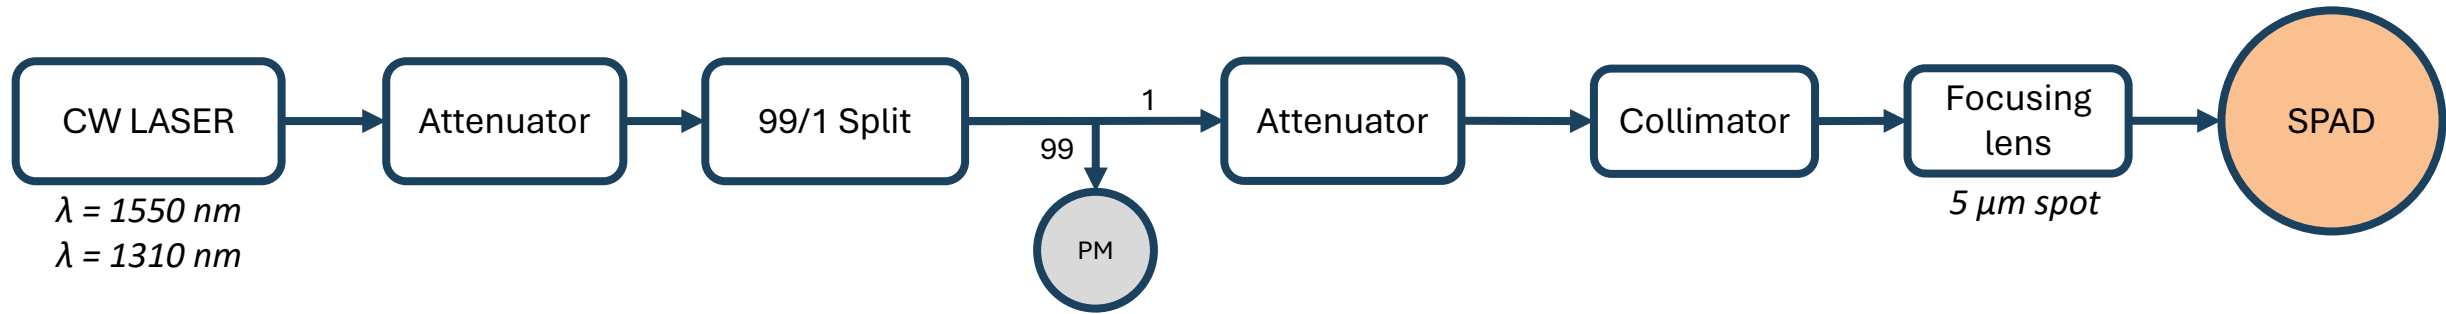 CW LASER
Attenuator
99/1 Split
1
99
Attenuator
Collimator
Focusing
lens
SPAD
λ = 1550 nm
λ = 1310 nm
PM
5 µm spot